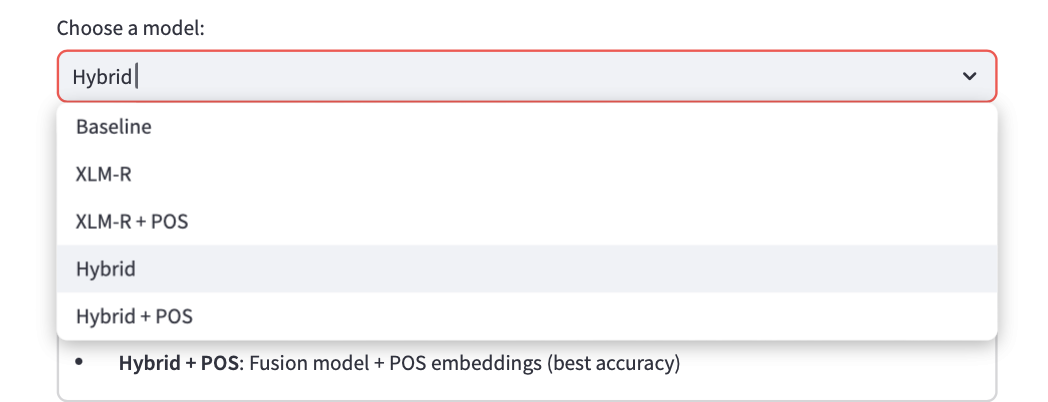 Choose a model:
Hybrid
Baseline
XLM-R
XLM-R + POS
Hybrid
Hybrid + POS
• Hybrid + POS: Fusion model + POS embeddings (best accuracy)